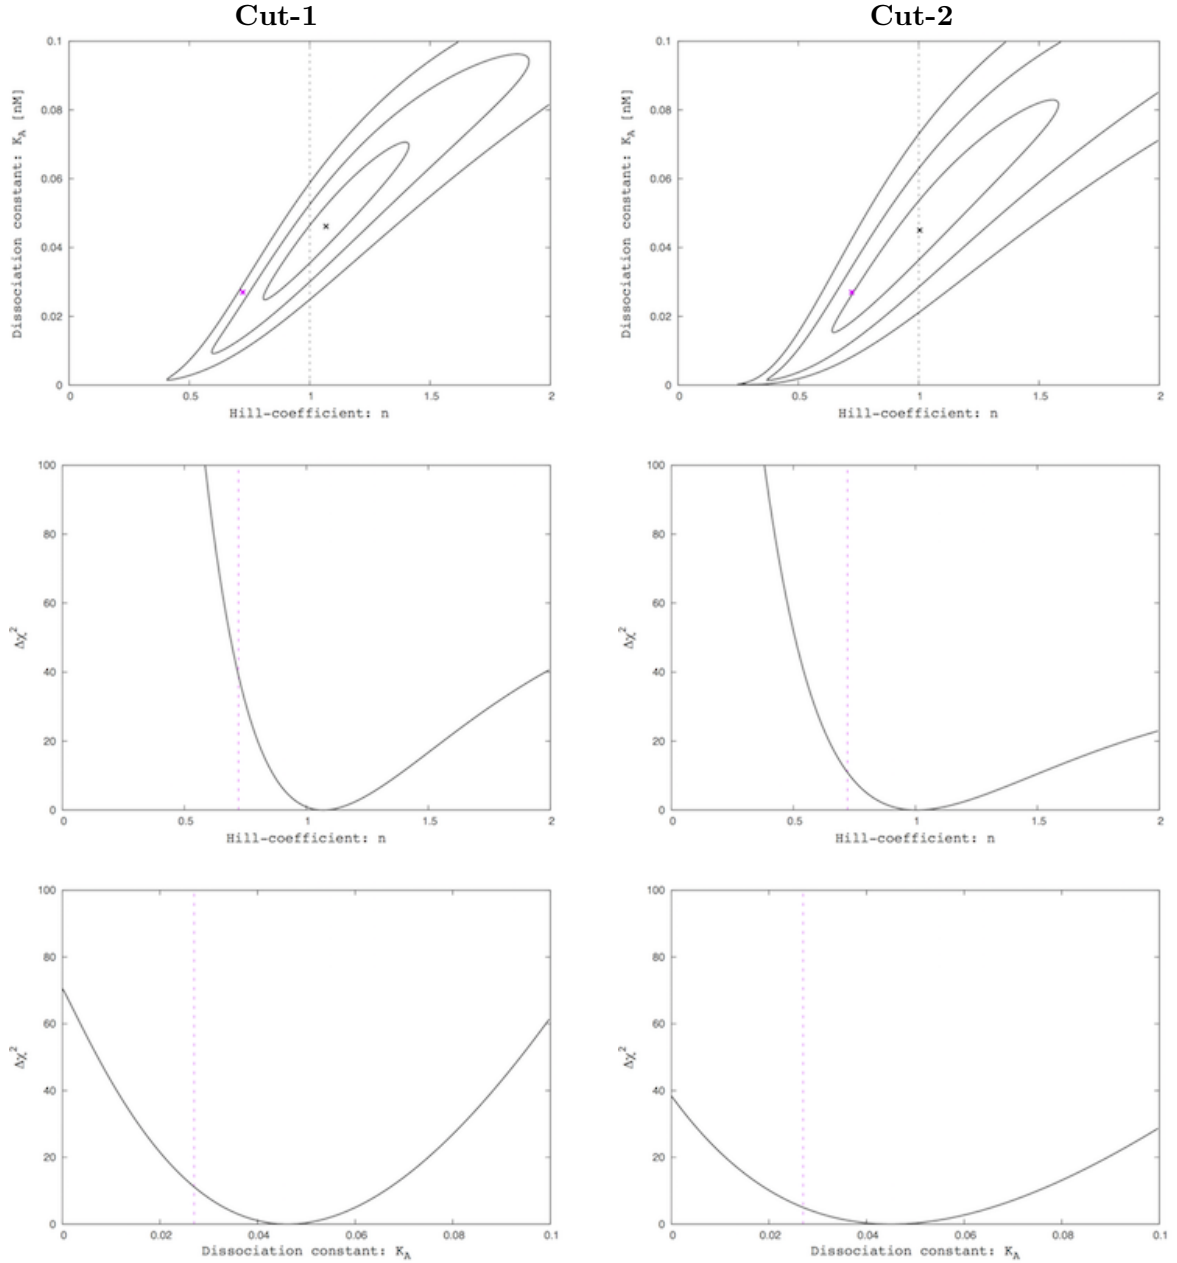 Cut-1 Cut-2
0.1
0.08
0.06
0.04
0.02
0
Dissociation constant: K_A [nM]
0 0.5 1 1.5 2
Hill-coefficient: n
0.1
0.08
0.06
0.04
0.02
0
Dissociation constant: K_A [nM]
0 0.5 1 1.5 2
Hill-coefficient: n
100
80
60
40
20
0
Δχ²
0 0.5 1 1.5 2
Hill-coefficient: n
100
80
60
40
20
0
Δχ²
0 0.5 1 1.5 2
Hill-coefficient: n
100
80
60
40
20
0
Δχ²
0 0.02 0.04 0.06 0.08 0.1
Dissociation constant: K_A
100
80
60
40
20
0
Δχ²
0 0.02 0.04 0.06 0.08 0.1
Dissociation constant: K_A